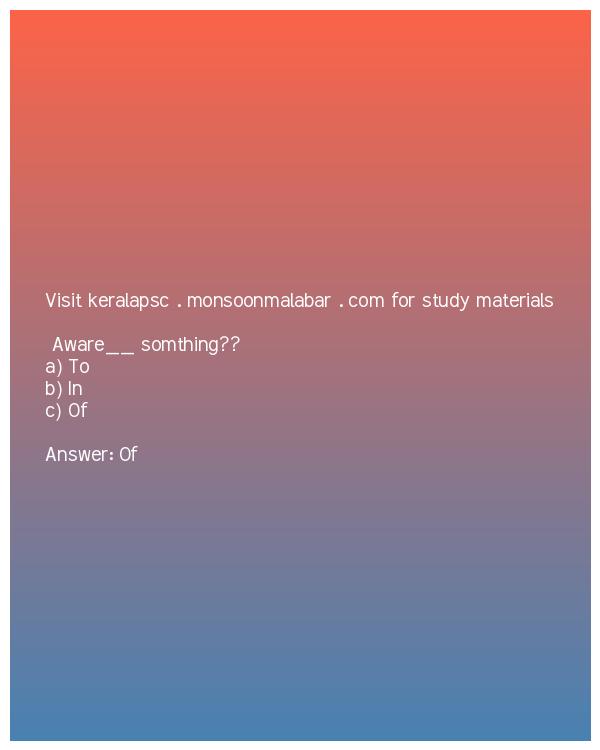 Visit keralapsc . monsoonmalabar . com for study materials
Aware__ somthing??
a) To
b) In
c) Of
Answer: Of